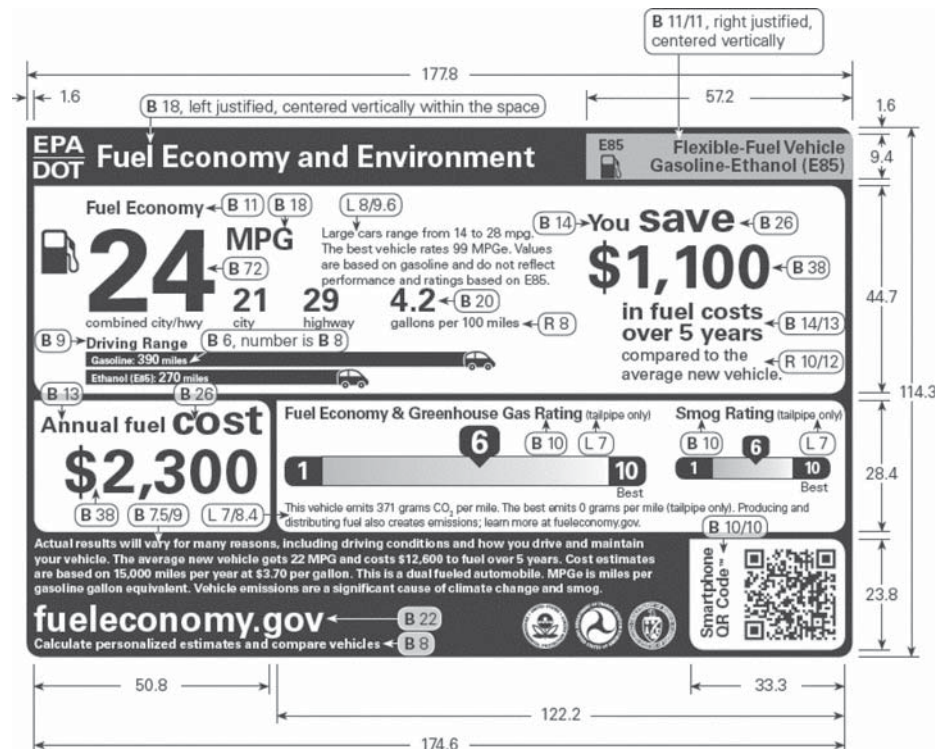 B 11/11, right justified,
centered vertically
177.8
1.6
B 18, left justified, centered vertically within the space
57.2
1.6
EPA
DOT
Fuel Economy and Environment
E85
Flexible-Fuel Vehicle
Gasoline-Ethanol (E85)
9.4
Fuel Economy
B 11
B 18
L 8/9.6
24
MPG
B 72
Large cars range from 14 to 28 mpg.
The best vehicle rates 99 MPGe. Values
are based on gasoline and do not reflect
performance and ratings based on E85.
21
city
29
highway
4.2
B 20
gallons per 100 miles
R 8
combined city/hwy
B 14
You save
B 26
$1,100
B 38
in fuel costs
over 5 years
B 14/13
compared to the
average new vehicle.
R 10/12
44.7
B 9
Driving Range
B 6, number is B 8
Gasoline: 390 miles
Ethanol (E85): 270 miles
114.3
B 13
B 26
Annual fuel cost
$2,300
B 38
B 7.5/9
L 7/8.4
Fuel Economy & Greenhouse Gas Rating (tailpipe only)
B 10
L 7
6
1
10
Best
Smog Rating (tailpipe only)
B 10
L 7
6
1
10
Best
This vehicle emits 371 grams CO₂ per mile. The best emits 0 grams per mile (tailpipe only). Producing and
distributing fuel also creates emissions; learn more at fueleconomy.gov.
28.4
B 10/10
Actual results will vary for many reasons, including driving conditions and how you drive and maintain
your vehicle. The average new vehicle gets 22 MPG and costs $12,600 to fuel over 5 years. Cost estimates
are based on 15,000 miles per year at $3.70 per gallon. This is a dual fueled automobile. MPGe is miles per
gasoline gallon equivalent. Vehicle emissions are a significant cause of climate change and smog.
fueleconomy.gov
B 22
Calculate personalized estimates and compare vehicles
B 8
Smartphone
QR Code™
23.8
50.8
33.3
122.2
174.6